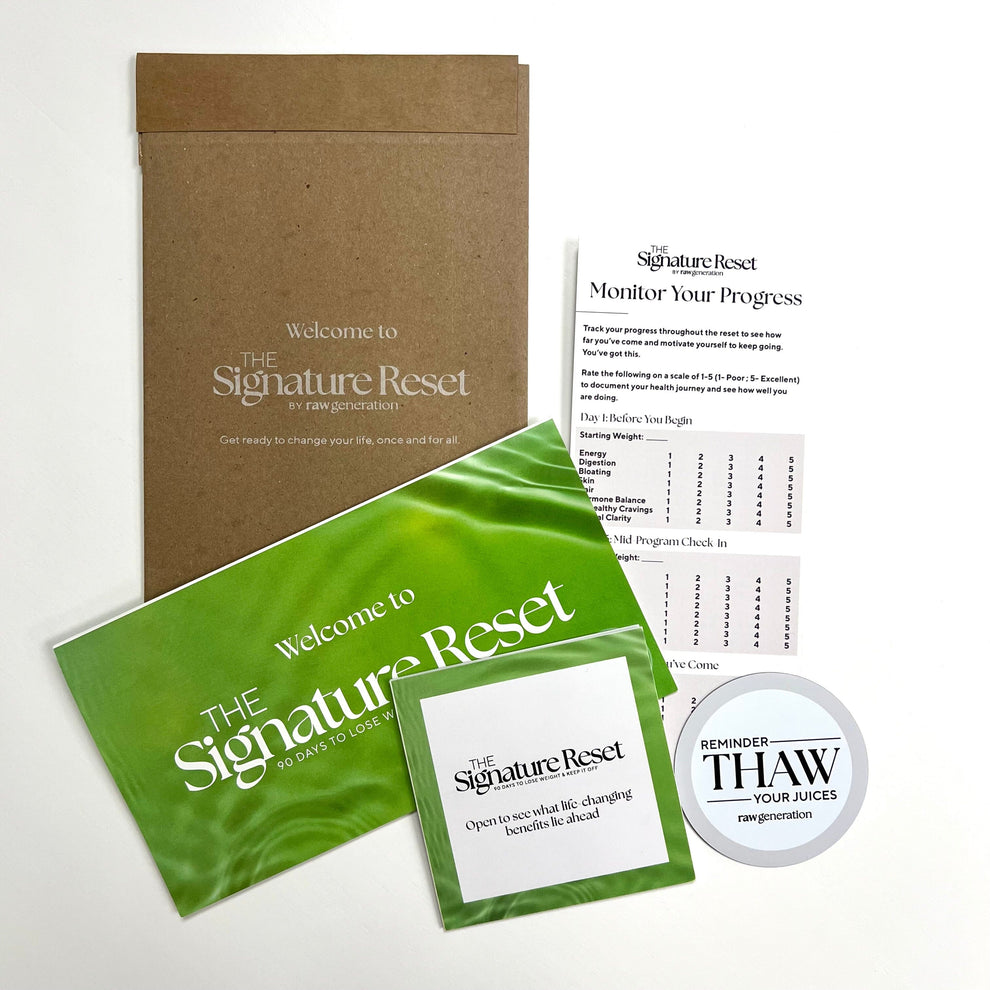 Welcome to
THE
Signature Reset
BY rawgeneration
Get ready to change your life, once and for all.
THE
Signature Reset
BY rawgeneration
Monitor Your Progress
Track your progress throughout the reset to see how
far you've come and motivate yourself to keep going.
You've got this.
Rate the following on a scale of 1-5 (1- Poor ; 5- Excellent)
to document your health journey and see how well you
are doing.
Day 1: Before You Begin
Starting Weight: _____
Energy 1 2 3 4 5
Digestion 1 2 3 4 5
Bloating 1 2 3 4 5
Skin 1 2 3 4 5
1 2 3 4 5
Balance 1 2 3 4 5
Cravings 1 2 3 4 5
Clarity 1 2 3 4 5
Mid-Program Check-In
1 2 3 4 5
1 2 3 4 5
1 2 3 4 5
1 2 3 4 5
1 2 3 4 5
1 2 3 4 5
1 2 3 4 5
1 2 3 4 5
Come
Welcome to
THE
Signature Reset
90 DAYS TO LOSE
THE
Signature Reset
90 DAYS TO LOSE WEIGHT & KEEP IT OFF
Open to see what life-changing
benefits lie ahead
REMINDER
THAW
YOUR JUICES
rawgeneration